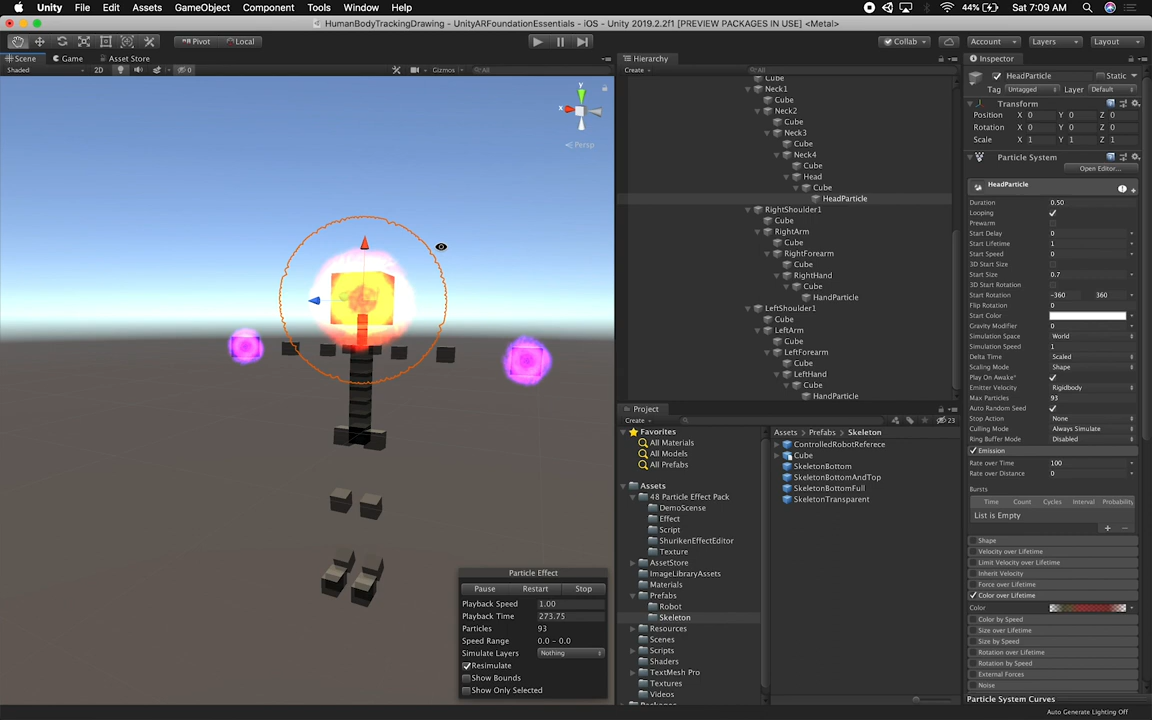 Unity File Edit Assets GameObject Component Tools Window Help 44% Sat 7:09 AM
HumanBodyTrackingDrawing - UnityARFoundationEssentials - iOS - Unity 2019.2.2f1 [PREVIEW PACKAGES IN USE] <Metal>
Pivot Local Collab Account Layers Layout
Scene Game Asset Store
Shaded 2D 0 Gizmos All
y
x
Persp
Particle Effect
Pause Restart Stop
Playback Speed 1.00
Playback Time 273.75
Particles 93
Speed Range 0.0 - 0.0
Simulate Layers Nothing
Resimulate
Show Bounds
Show Only Selected
Hierarchy
Create All
Cube
Neck1
Cube
Neck2
Cube
Neck3
Cube
Neck4
Cube
Head
Cube
HeadParticle
RightShoulder1
Cube
RightArm
Cube
RightForearm
Cube
RightHand
Cube
HandParticle
LeftShoulder1
Cube
LeftArm
Cube
LeftForearm
Cube
LeftHand
Cube
HandParticle
Project
Create 23
Favorites
All Materials
All Models
All Prefabs
Assets
48 Particle Effect Pack
DemoScense
Effect
Script
ShurikenEffectEditor
Texture
AssetStore
ImageLibraryAssets
Materials
Prefabs
Robot
Skeleton
Resources
Scenes
Scripts
Shaders
TextMesh Pro
Textures
Videos
Assets Prefabs Skeleton
ControlledRobotReferece
Cube
SkeletonBottom
SkeletonBottomAndTop
SkeletonBottomFull
SkeletonTransparent
Inspector
HeadParticle Static
Tag Untagged Layer Default
Transform
Position X 0 Y 0 Z 0
Rotation X 0 Y 0 Z 0
Scale X 1 Y 1 Z 1
Particle System
Open Editor...
HeadParticle
Duration 0.50
Looping
Prewarm
Start Delay 0
Start Lifetime 1
Start Speed 0
3D Start Size
Start Size 0.7
3D Start Rotation
Start Rotation -360 360
Flip Rotation 0
Start Color
Gravity Modifier 0
Simulation Space World
Simulation Speed 1
Delta Time Scaled
Scaling Mode Shape
Play On Awake*
Emitter Velocity Rigidbody
Max Particles 93
Auto Random Seed
Stop Action None
Culling Mode Always Simulate
Ring Buffer Mode Disabled
Emission
Rate over Time 100
Rate over Distance 0
Bursts
Time Count Cycles Interval Probability
List is Empty
Shape
Velocity over Lifetime
Limit Velocity over Lifetime
Inherit Velocity
Force over Lifetime
Color over Lifetime
Color
Color by Speed
Size over Lifetime
Size by Speed
Rotation over Lifetime
Rotation by Speed
External Forces
Noise
Particle System Curves
Auto Generate Lighting Off